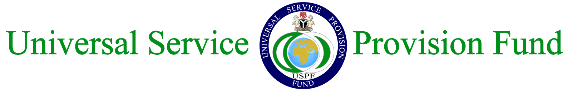 Universal Service Provision Fund
UNIVERSAL SERVICE PROVISION
USPF
FUND